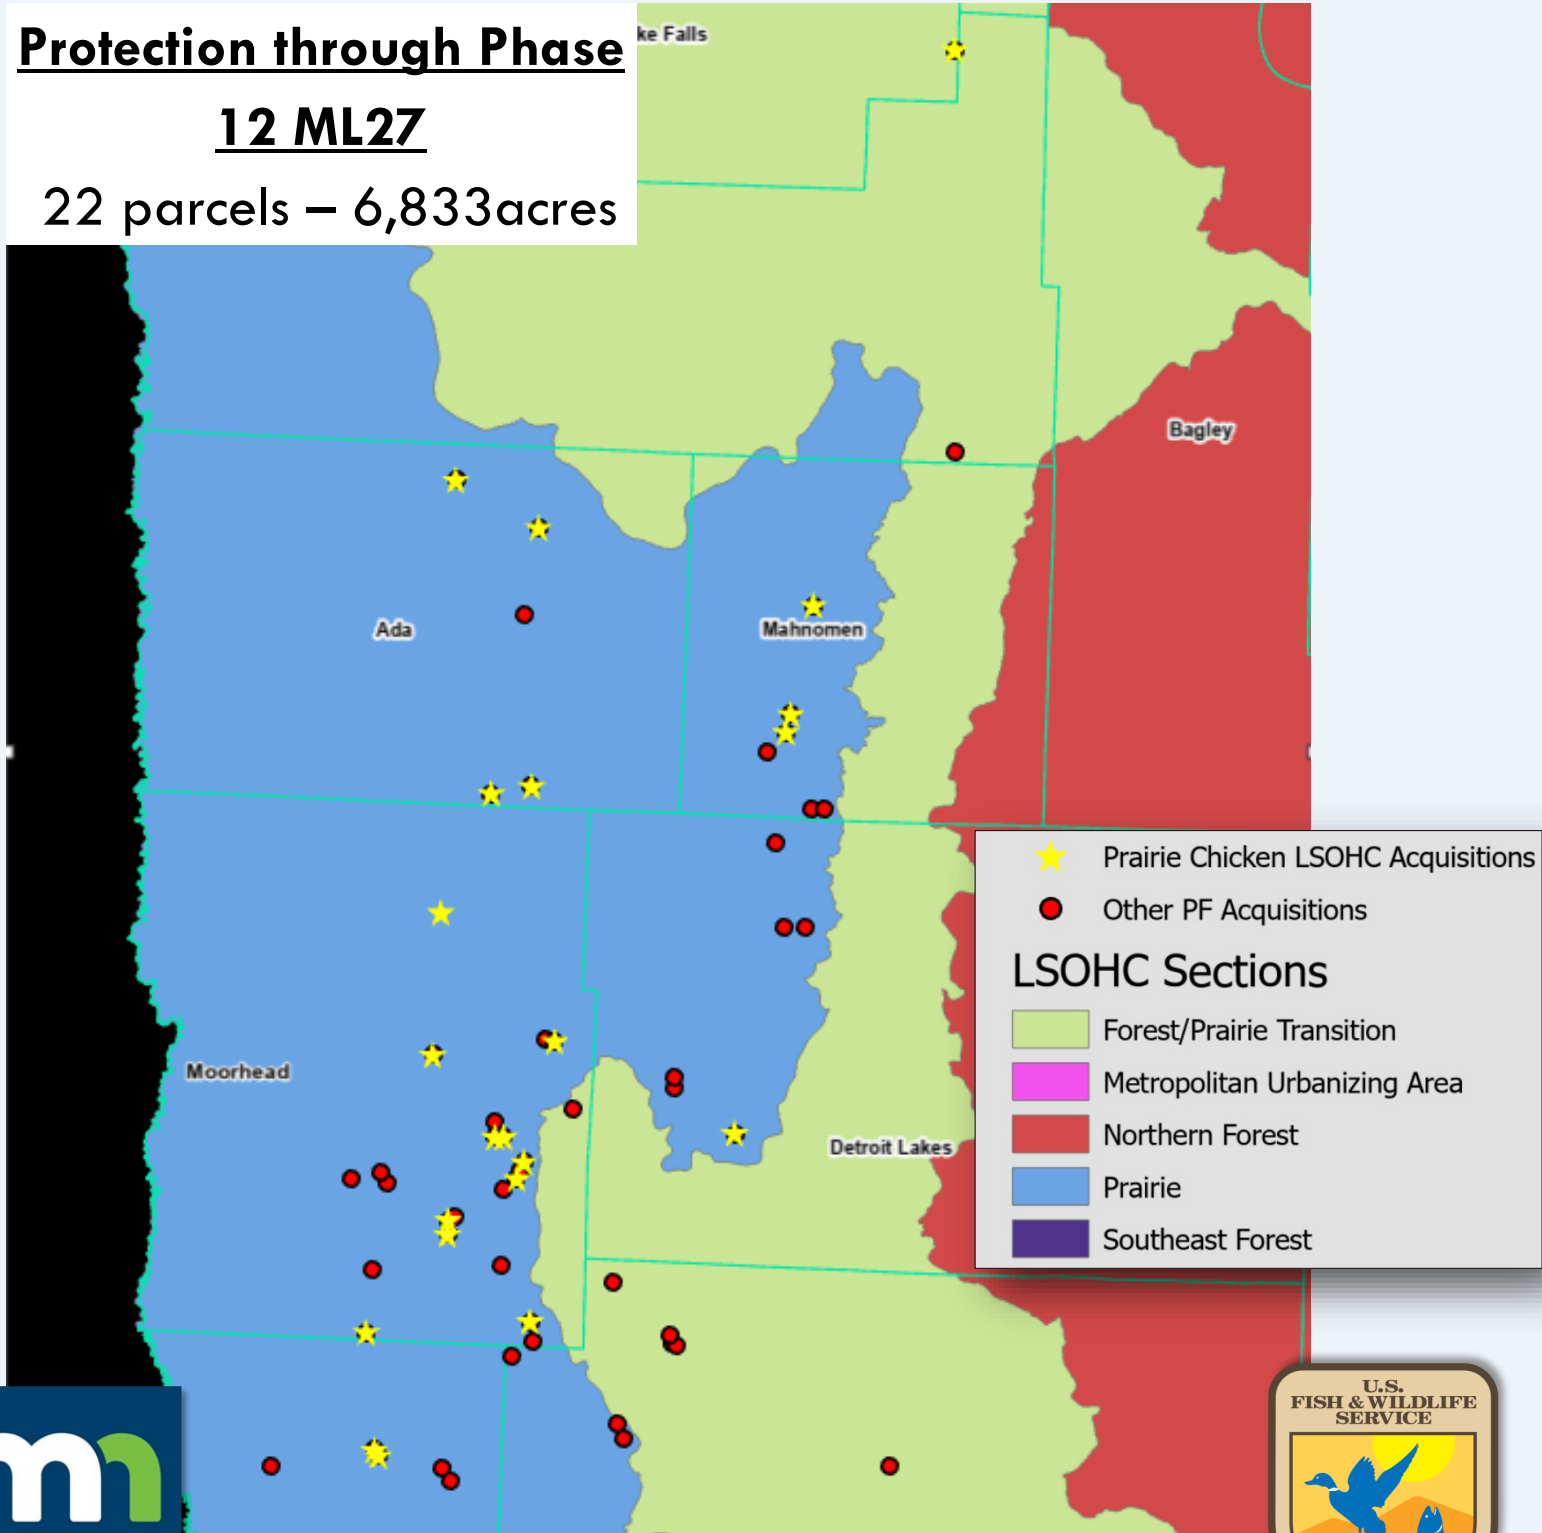 Protection through Phase
12 ML27
22 parcels – 6,833acres
ke Falls
Bagley
Ada
Mahnomen
Moorhead
Detroit Lakes
Prairie Chicken LSOHC Acquisitions
Other PF Acquisitions
LSOHC Sections
Forest/Prairie Transition
Metropolitan Urbanizing Area
Northern Forest
Prairie
Southeast Forest
mn
U.S.
FISH & WILDLIFE
SERVICE